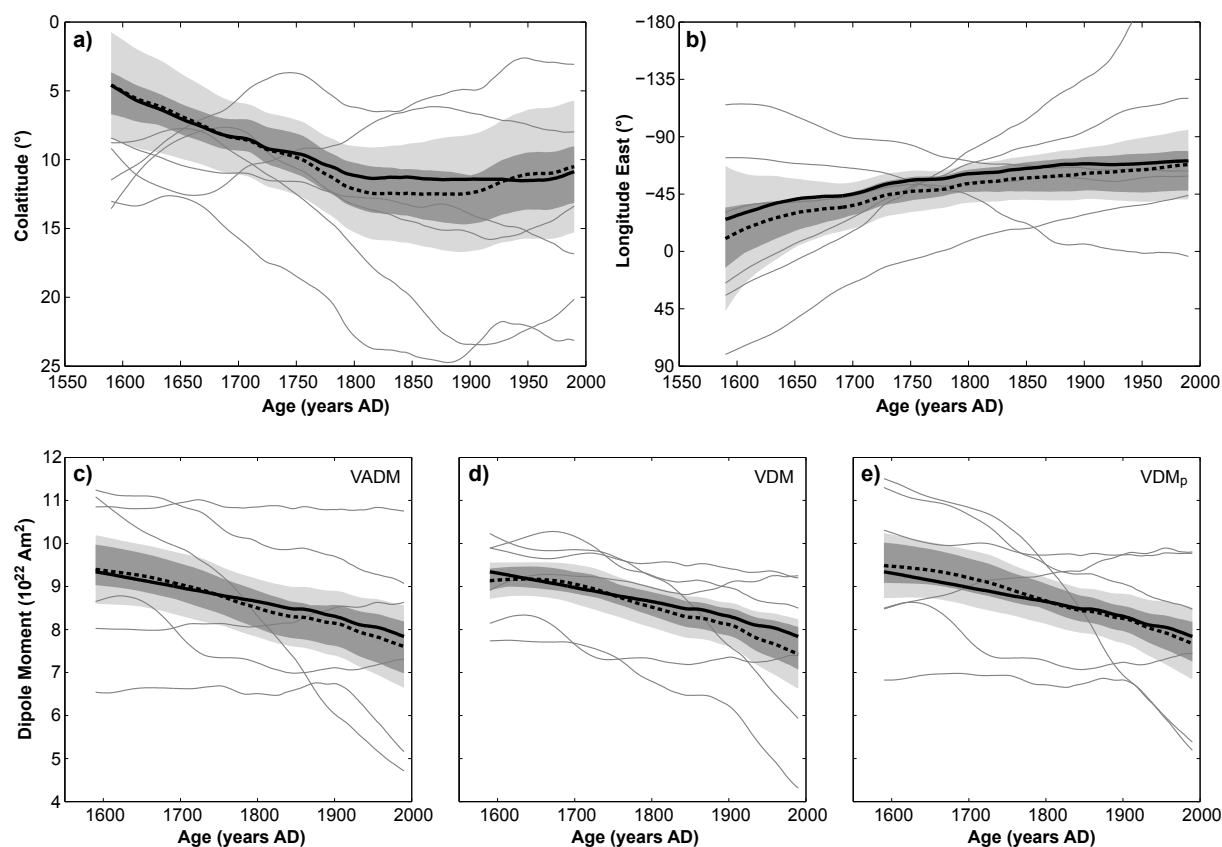 a)
Colatitude (°)
0
5
10
15
20
25
1550 1600 1650 1700 1750 1800 1850 1900 1950 2000
Age (years AD)
b)
Longitude East (°)
−180
−135
−90
−45
0
45
90
1550 1600 1650 1700 1750 1800 1850 1900 1950 2000
Age (years AD)
c)
VADM
Dipole Moment (10²² Am²)
12
11
10
9
8
7
6
5
4
1600 1700 1800 1900 2000
Age (years AD)
d)
VDM
1600 1700 1800 1900 2000
Age (years AD)
e)
VDMₚ
1600 1700 1800 1900 2000
Age (years AD)